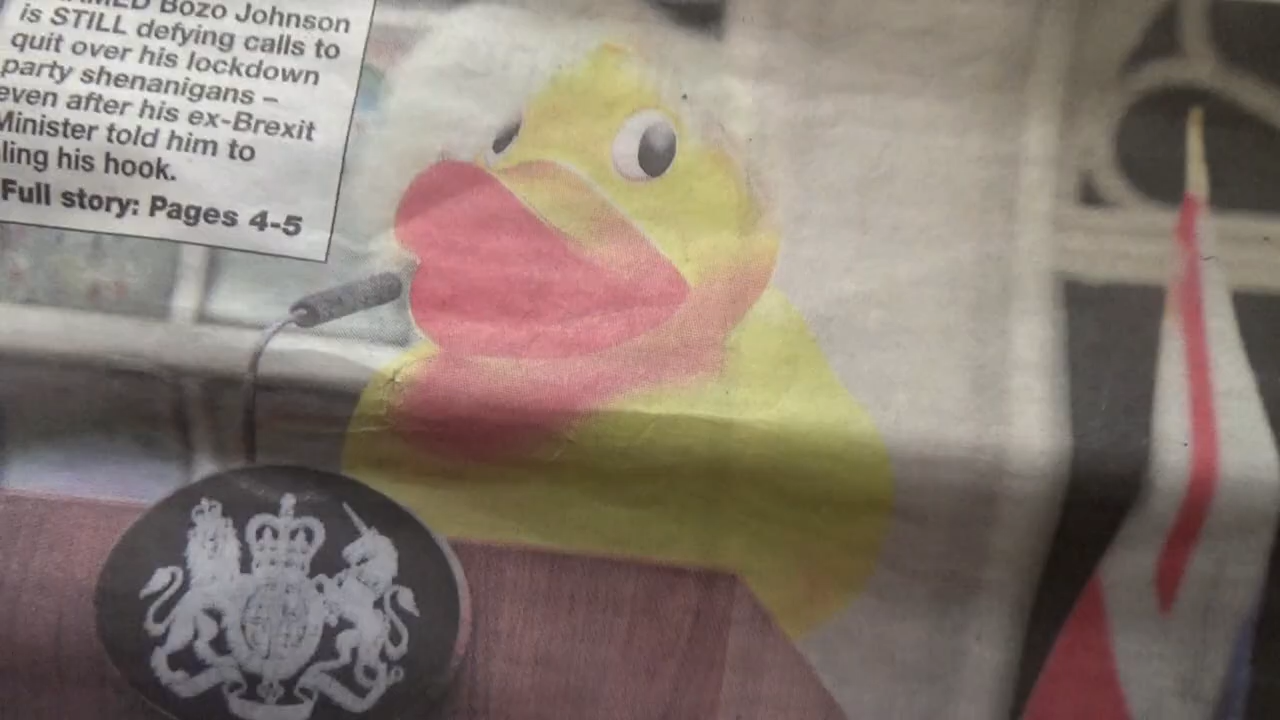 Bozo Johnson
is STILL defying calls to
quit over his lockdown
party shenanigans –
even after his ex-Brexit
Minister told him to
ling his hook.
Full story: Pages 4-5